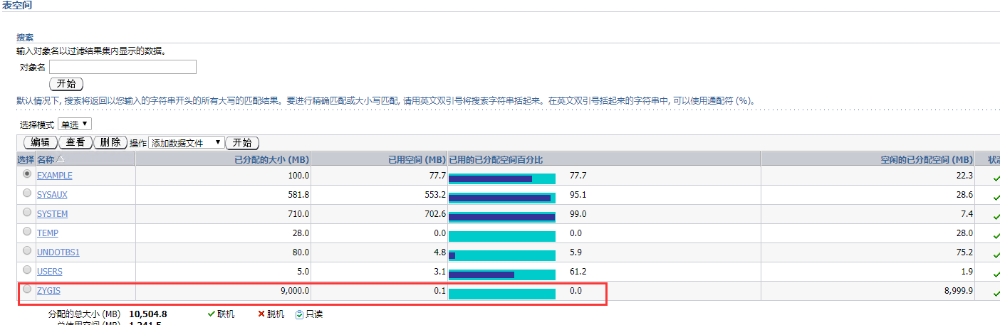 表空间
搜索
输入对象名以过滤结果集内显示的数据。
对象名
开始
默认情况下, 搜索将返回以您输入的字符串开头的所有大写的匹配结果。要进行精确匹配或大小写匹配, 请用英文双引号将搜索字符串括起来。在英文双引号括起来的字符串中, 可以使用通配符 (%)。
选择模式 单选
编辑 查看 删除 操作 添加数据文件 开始
选择 名称 已分配的大小 (MB) 已用空间 (MB) 已用的已分配空间百分比 空闲的已分配空间 (MB) 状
EXAMPLE 100.0 77.7 77.7 22.3
SYSAUX 581.8 553.2 95.1 28.6
SYSTEM 710.0 702.6 99.0 7.4
TEMP 28.0 0.0 0.0 28.0
UNDOTBS1 80.0 4.8 5.9 75.2
USERS 5.0 3.1 61.2 1.9
ZYGIS 9,000.0 0.1 0.0 8,999.9
分配的总大小 (MB) 10,504.8 联机 脱机 只读